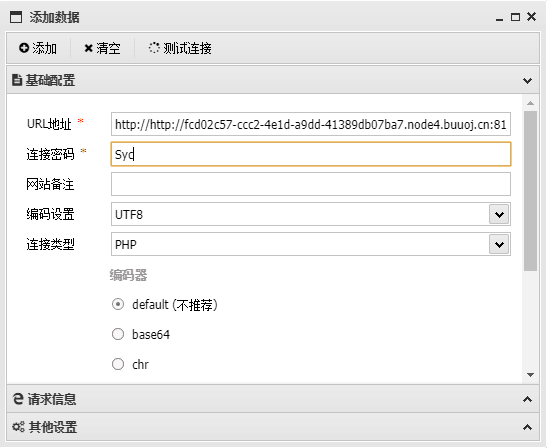 添加数据
添加 清空 测试连接
基础配置
URL地址 * http://http://fcd02c57-ccc2-4e1d-a9dd-41389db07ba7.node4.buuoj.cn:81
连接密码 * Syc
网站备注
编码设置 UTF8
连接类型 PHP
编码器
default (不推荐)
base64
chr
请求信息
其他设置